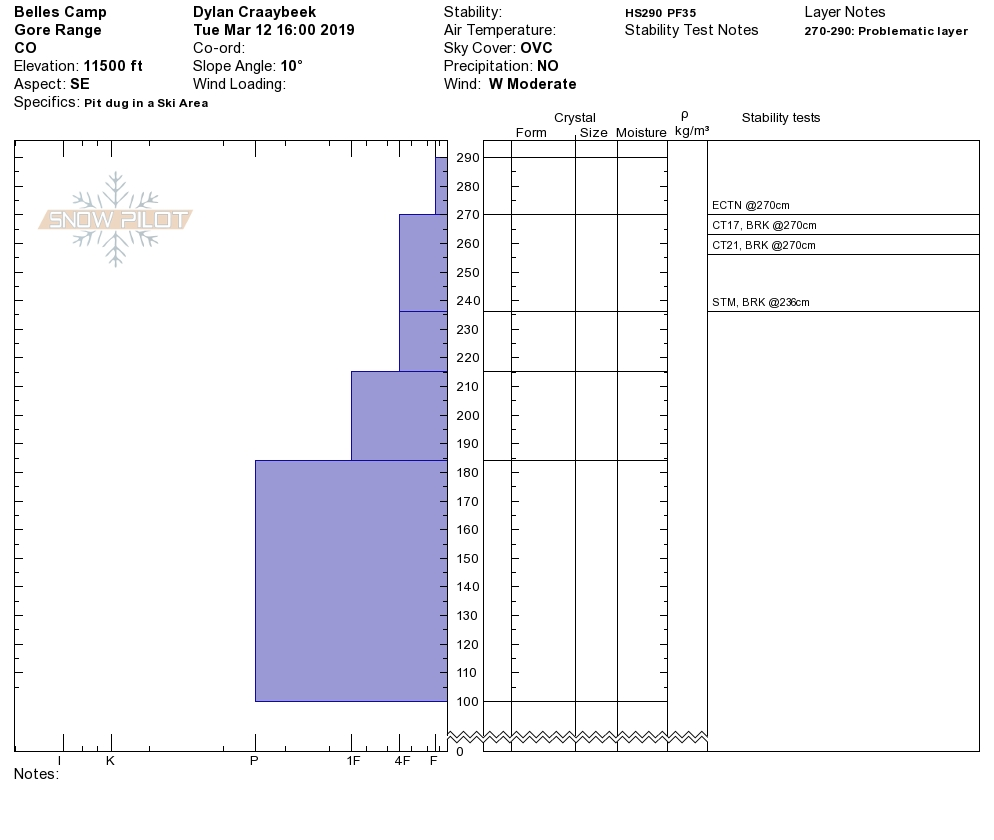 Belles Camp
Gore Range
CO
Elevation: 11500 ft
Aspect: SE
Specifics: Pit dug in a Ski Area
Dylan Craaybeek
Tue Mar 12 16:00 2019
Co-ord:
Slope Angle: 10°
Wind Loading:
Stability:
Air Temperature:
Sky Cover: OVC
Precipitation: NO
Wind: W Moderate
HS290 PF35
Stability Test Notes
Layer Notes
270-290: Problematic layer
Crystal
Form Size Moisture
ρ
kg/m³
Stability tests
SNOW PILOT
290
280
270
260
250
240
230
220
210
200
190
180
170
160
150
140
130
120
110
100
0
ECTN @270cm
CT17, BRK @270cm
CT21, BRK @270cm
STM, BRK @236cm
I K P 1F 4F F
Notes: